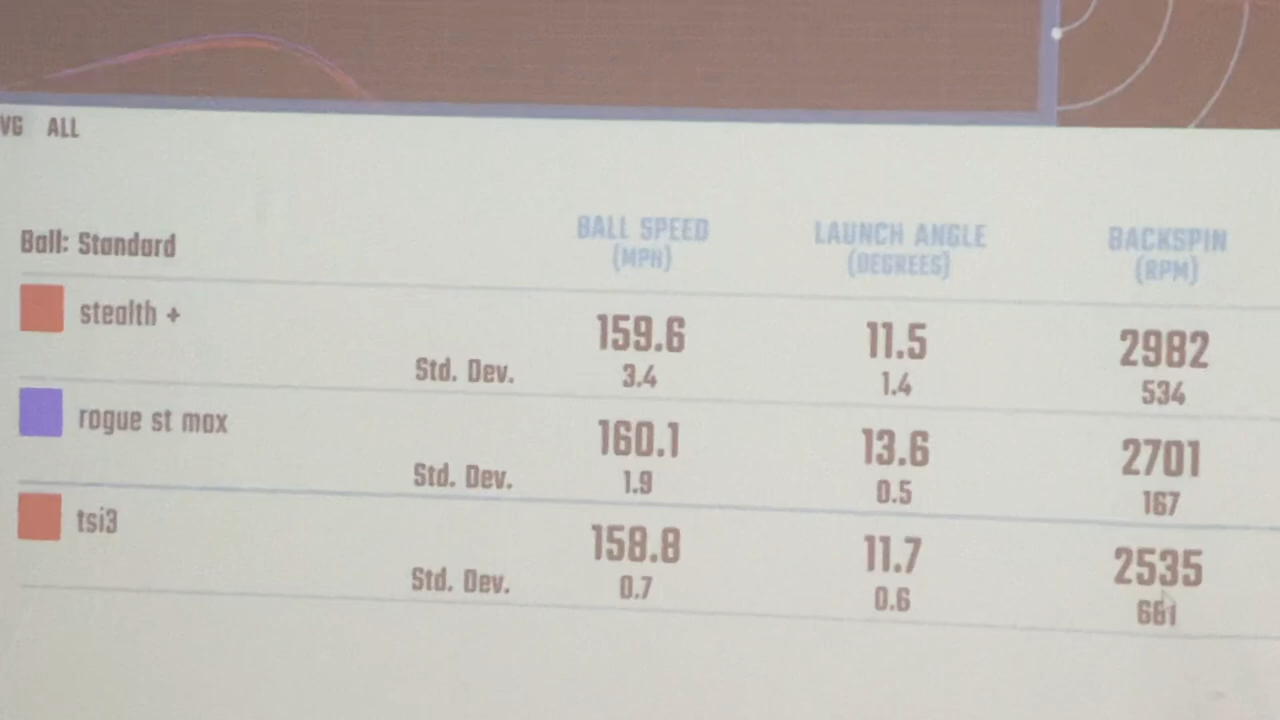 VG ALL
Ball: Standard BALL SPEED LAUNCH ANGLE BACKSPIN
(MPH) (DEGREES) (RPM)
stealth + 159.6 11.5 2982
Std. Dev. 3.4 1.4 534
rogue st max 160.1 13.6 2701
Std. Dev. 1.9 0.5 167
tsi3 158.8 11.7 2535
Std. Dev. 0.7 0.6 661